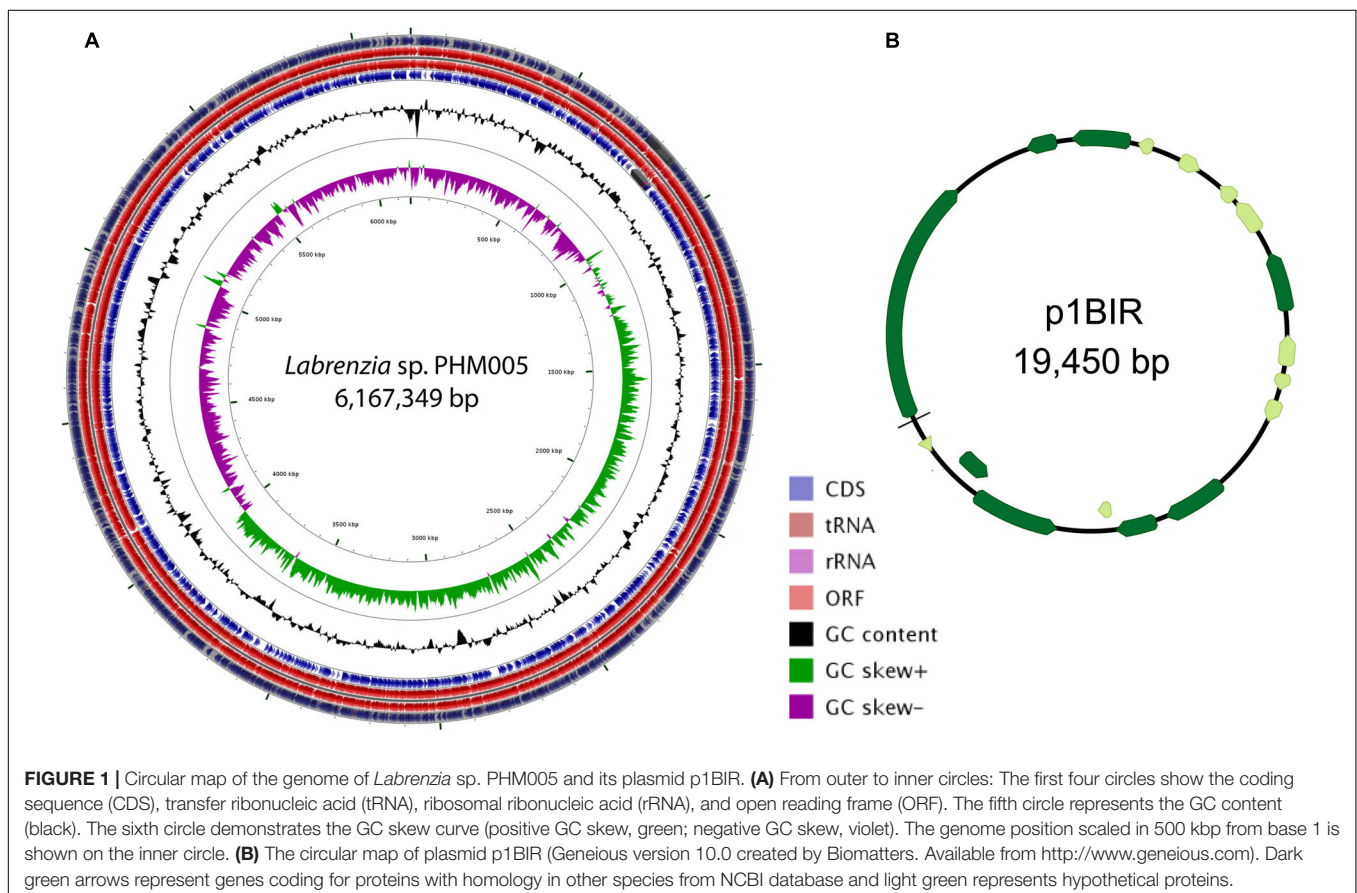 A
B
6000 kbp
500 kbp
5500 kbp
1000 kbp
5000 kbp
1500 kbp
4500 kbp
2000 kbp
4000 kbp
2500 kbp
3500 kbp
3000 kbp
Labrenzia sp. PHM005
6,167,349 bp
p1BIR
19,450 bp
CDS
tRNA
rRNA
ORF
GC content
GC skew+
GC skew-
FIGURE 1 | Circular map of the genome of Labrenzia sp. PHM005 and its plasmid p1BIR. (A) From outer to inner circles: The first four circles show the coding
sequence (CDS), transfer ribonucleic acid (tRNA), ribosomal ribonucleic acid (rRNA), and open reading frame (ORF). The fifth circle represents the GC content
(black). The sixth circle demonstrates the GC skew curve (positive GC skew, green; negative GC skew, violet). The genome position scaled in 500 kbp from base 1 is
shown on the inner circle. (B) The circular map of plasmid p1BIR (Geneious version 10.0 created by Biomatters. Available from http://www.geneious.com). Dark
green arrows represent genes coding for proteins with homology in other species from NCBI database and light green represents hypothetical proteins.